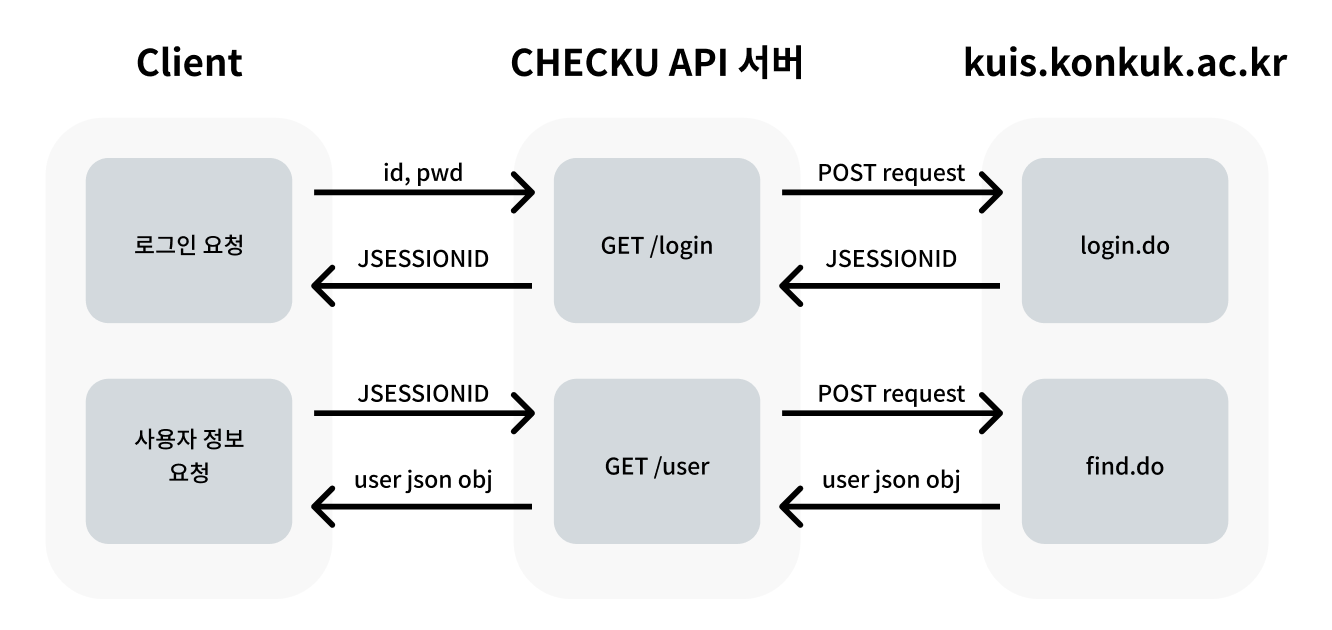 Client
CHECKU API 서버
kuis.konkuk.ac.kr
id, pwd
POST request
로그인 요청
GET /login
login.do
JSESSIONID
JSESSIONID
JSESSIONID
POST request
사용자 정보
요청
GET /user
find.do
user json obj
user json obj